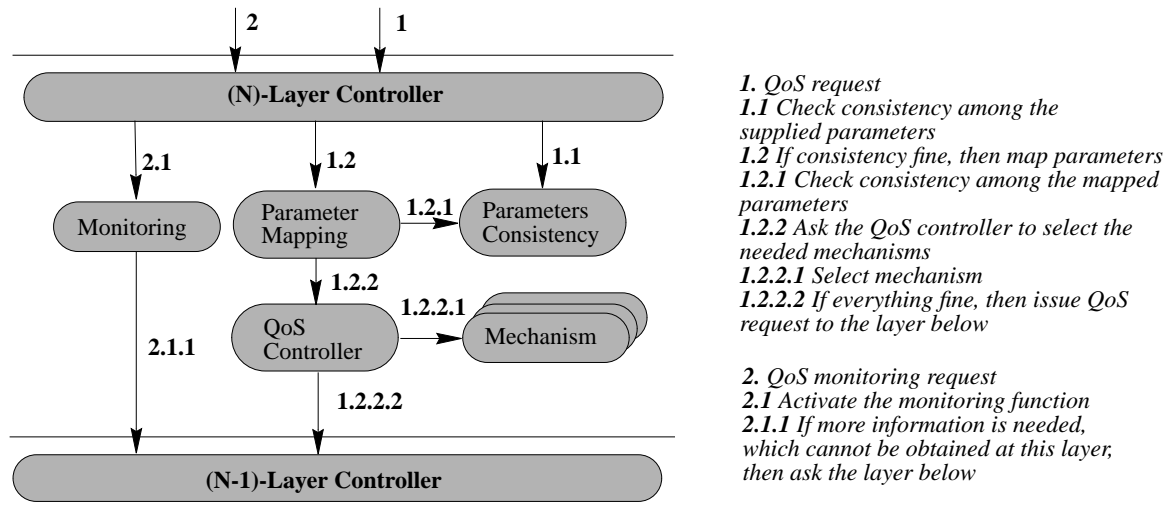 2
1
(N)-Layer Controller
2.1
1.2
1.1
Monitoring
Parameter
Mapping
1.2.1
Parameters
Consistency
1.2.2
QoS
Controller
1.2.2.1
Mechanism
2.1.1
1.2.2.2
(N-1)-Layer Controller
1. QoS request
1.1 Check consistency among the
supplied parameters
1.2 If consistency fine, then map parameters
1.2.1 Check consistency among the mapped
parameters
1.2.2 Ask the QoS controller to select the
needed mechanisms
1.2.2.1 Select mechanism
1.2.2.2 If everything fine, then issue QoS
request to the layer below
2. QoS monitoring request
2.1 Activate the monitoring function
2.1.1 If more information is needed,
which cannot be obtained at this layer,
then ask the layer below